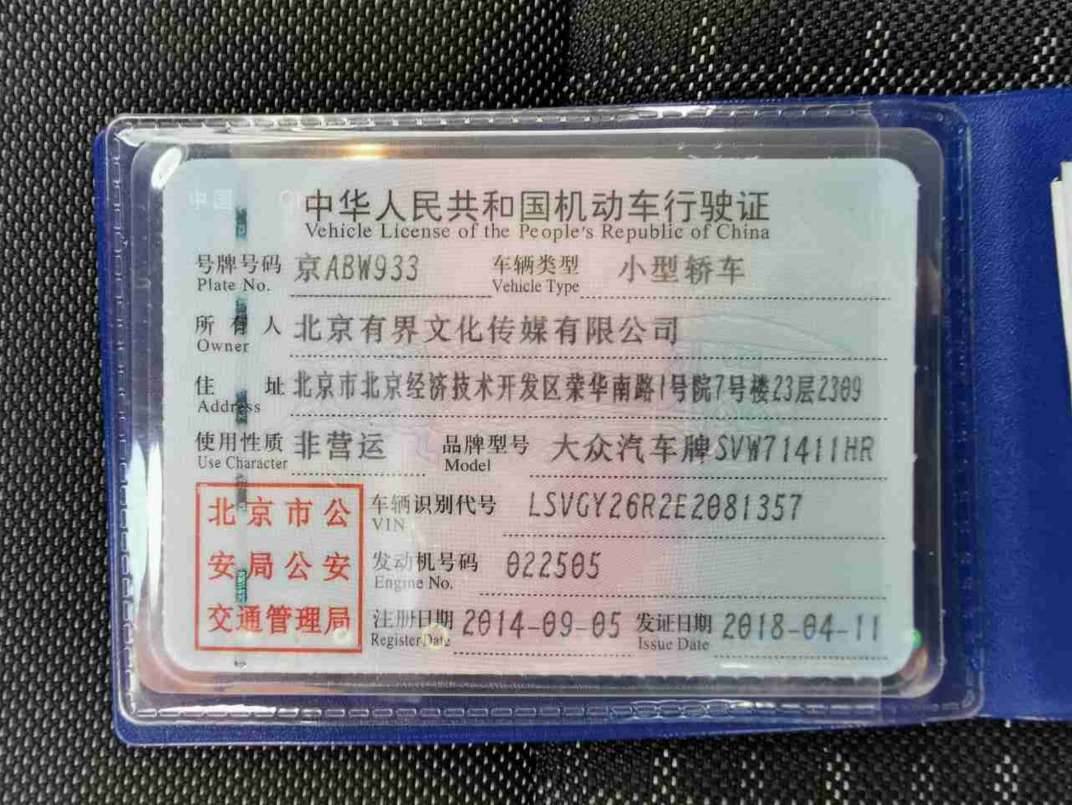 中华人民共和国机动车行驶证
Vehicle License of the People's Republic of China
号牌号码 京ABW933 车辆类型 小型轿车
Plate No. Vehicle Type
所有人 北京有界文化传媒有限公司
Owner
住址 北京市北京经济技术开发区荣华南路1号院7号楼23层2309
Address
使用性质 非营运 品牌型号 大众汽车牌SVW71411HR
Use Character Model
北京市公
安局公安
交通管理局
车辆识别代号 LSVGY26R2E2081357
VIN
发动机号码 022505
Engine No.
注册日期 2014-09-05 发证日期 2018-04-11
Register Date Issue Date